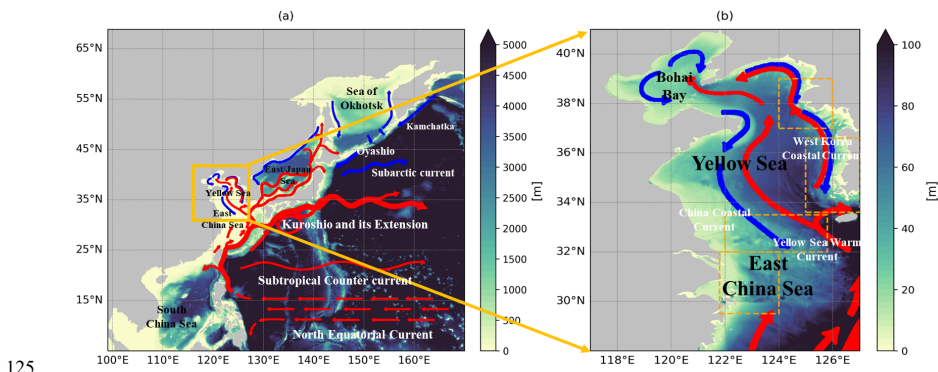 (a)
65°N
55°N
45°N
35°N
25°N
15°N
100°E
110°E
120°E
130°E
140°E
150°E
160°E
Sea of
Okhotsk
Kamchatka
Oyashio
East/Japan
Sea
Subarctic current
Yellow Sea
East
China Sea
Kuroshio and its Extension
Subtropical Counter current
South
China Sea
North Equatorial Current
5000
4500
4000
3500
3000
2500
2000
1500
1000
500
0
[m]
(b)
40°N
38°N
36°N
34°N
32°N
30°N
118°E
120°E
122°E
124°E
126°E
Bohai
Bay
West Korea
Coastal Current
Yellow Sea
China Coastal
Current
Yellow Sea Warm
Current
East
China Sea
100
80
60
40
20
0
[m]
125